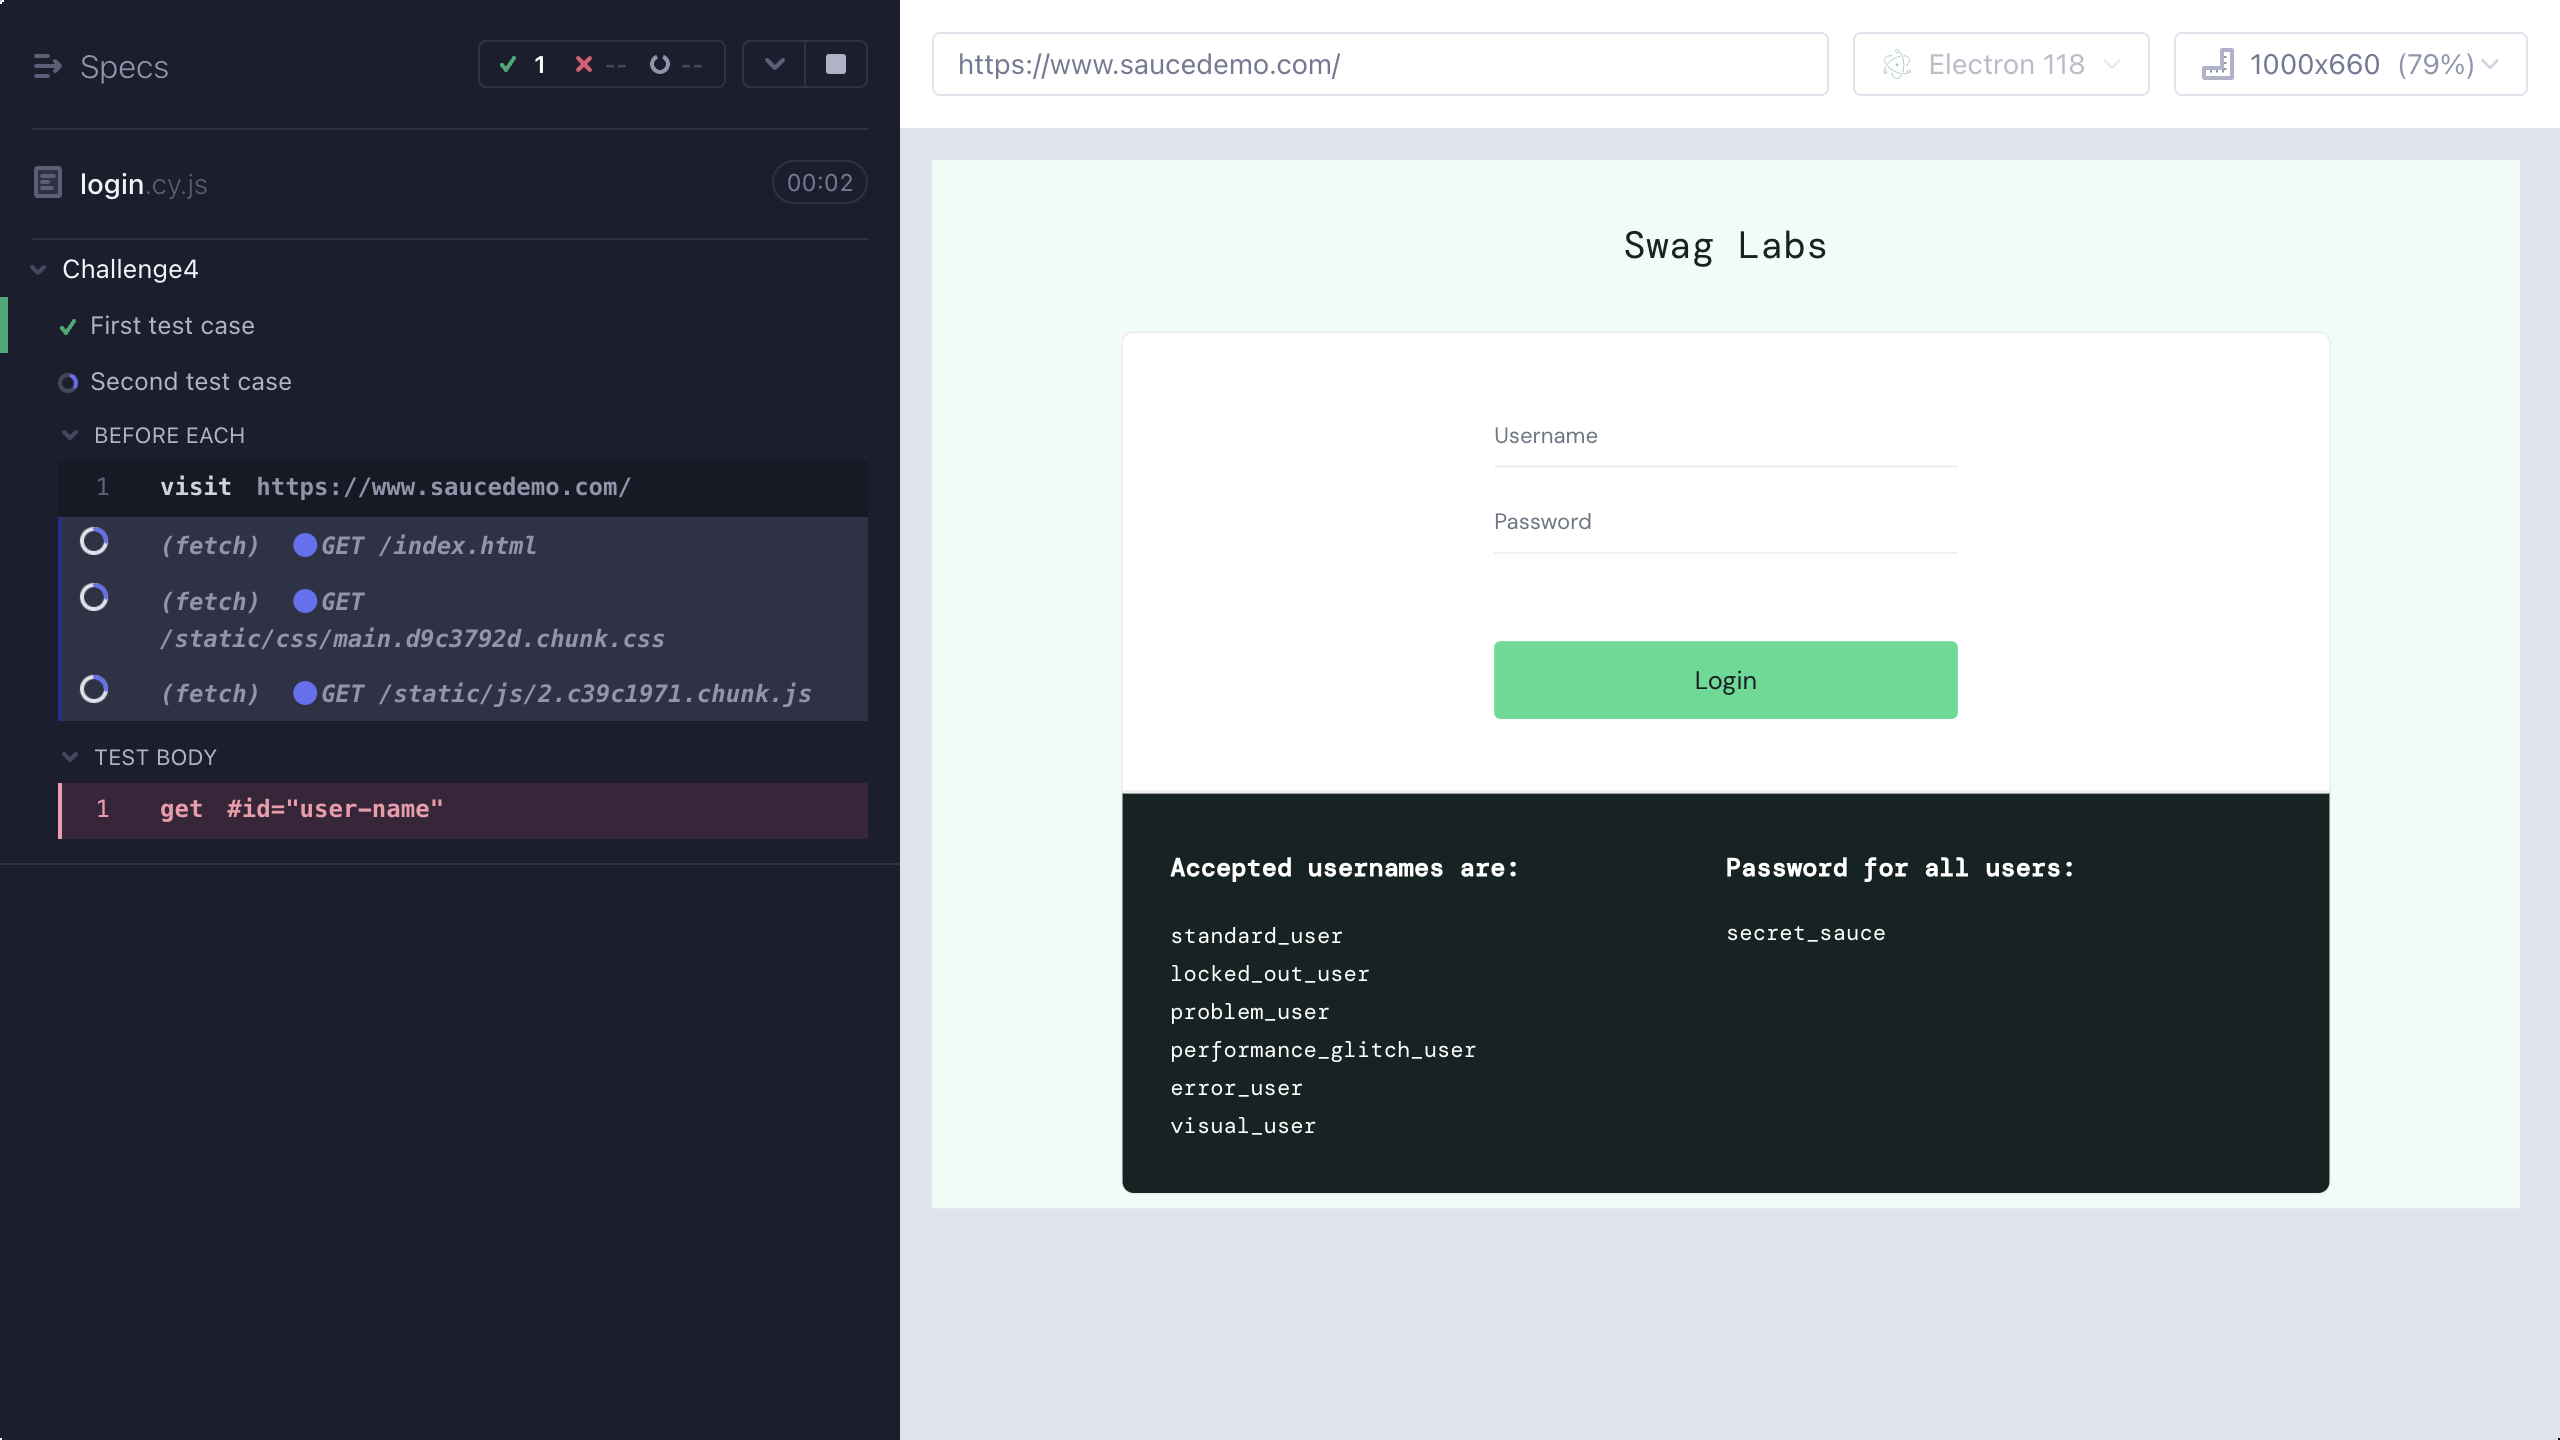 Specs
1 -- --
login.cy.js 00:02
Challenge4
First test case
Second test case
BEFORE EACH
1 visit https://www.saucedemo.com/
(fetch) GET /index.html
(fetch) GET
/static/css/main.d9c3792d.chunk.css
(fetch) GET /static/js/2.c39c1971.chunk.js
TEST BODY
1 get #id="user-name"
https://www.saucedemo.com/
Electron 118
1000x660 (79%)
Swag Labs
Username
Password
Login
Accepted usernames are:
standard_user
locked_out_user
problem_user
performance_glitch_user
error_user
visual_user
Password for all users:
secret_sauce